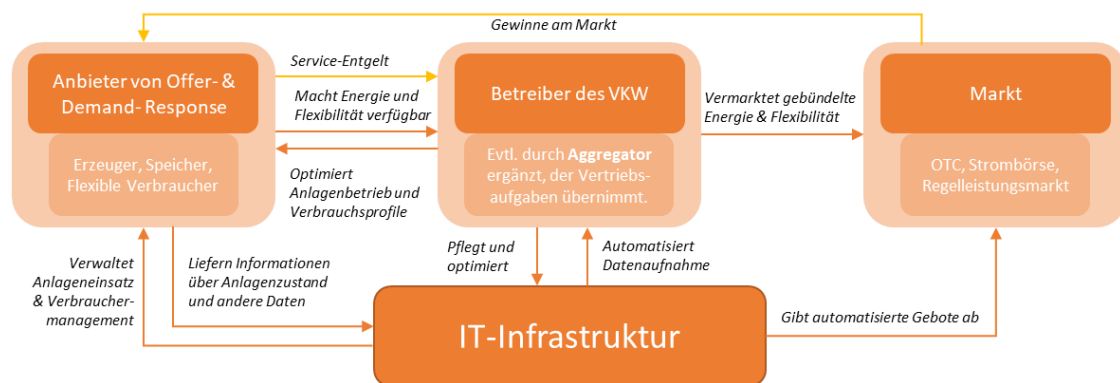 Gewinne am Markt
Anbieter von Offer- &
Demand- Response
Erzeuger, Speicher,
Flexible Verbraucher
Service-Entgelt
Macht Energie und
Flexibilität verfügbar
Optimiert
Anlagenbetrieb und
Verbrauchsprofile
Betreiber des VKW
Evtl. durch Aggregator
ergänzt, der Vertriebs-
aufgaben übernimmt.
Vermarktet gebündelte
Energie & Flexibilität
Markt
OTC, Strombörse,
Regelleistungsmarkt
Verwaltet
Anlageneinsatz
& Verbraucher-
management
Liefern Informationen
über Anlagenzustand
und andere Daten
Pflegt und
optimiert
Automatisiert
Datenaufnahme
IT-Infrastruktur
Gibt automatisierte Gebote ab